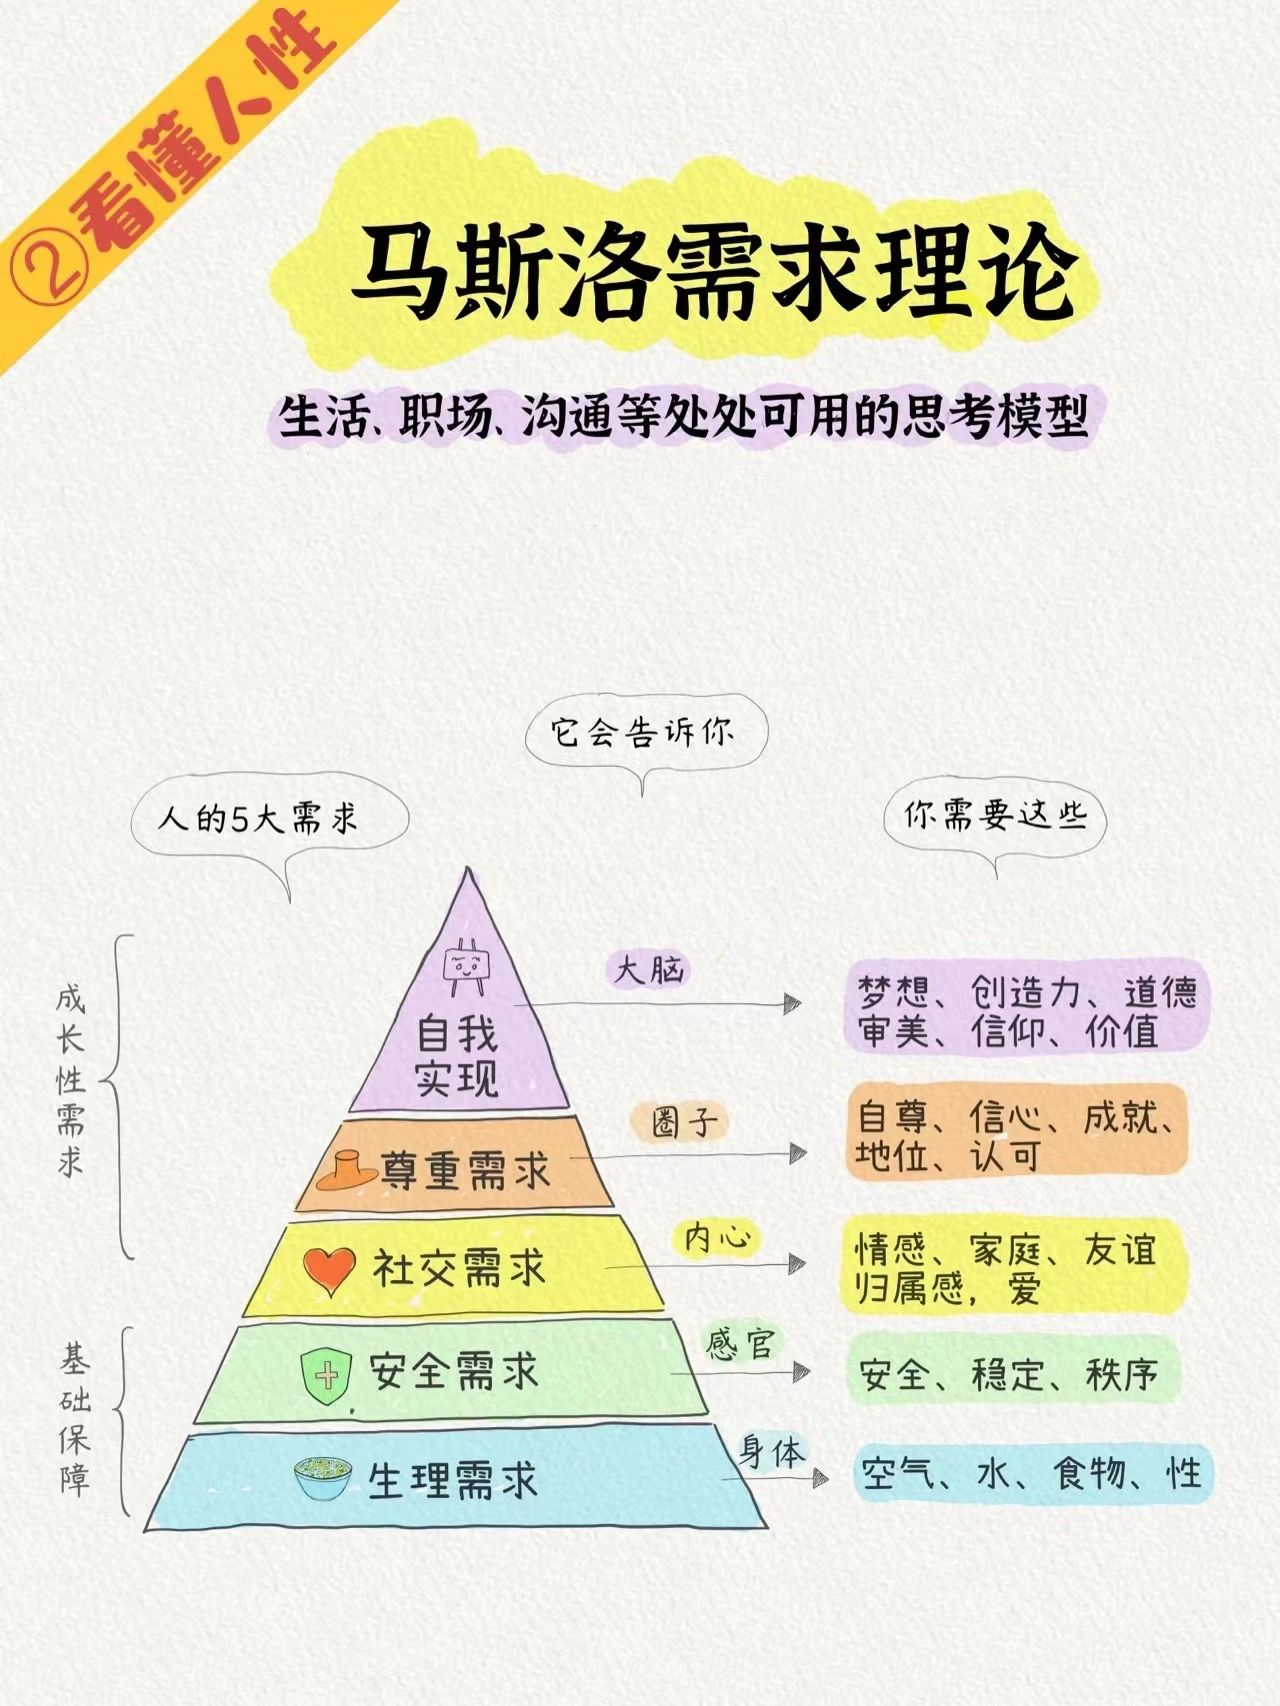 ②看懂人性
马斯洛需求理论
生活、职场、沟通等处处可用的思考模型
它会告诉你
人的5大需求
你需要这些
成长性需求
自我
实现
大脑
梦想、创造力、道德
审美、信仰、价值
尊重需求
圈子
自尊、信心、成就、
地位、认可
社交需求
内心
情感、家庭、友谊
归属感，爱
基础保障
安全需求
感官
安全、稳定、秩序
生理需求
身体
空气、水、食物、性